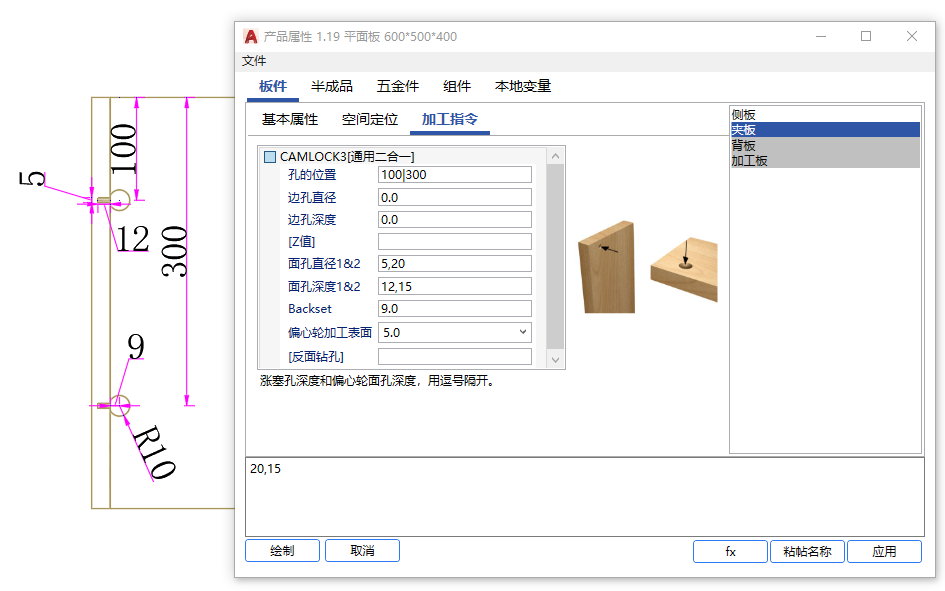 产品属性 1.19 平面板 600*500*400
文件
板件 半成品 五金件 组件 本地变量
基本属性 空间定位 加工指令
CAMLOCK3[通用二合一]
孔的位置 100|300
边孔直径 0.0
边孔深度 0.0
[Z值]
面孔直径1&2 5,20
面孔深度1&2 12,15
Backset 9.0
偏心轮加工表面 5.0
[反面钻孔]
涨塞孔深度和偏心轮面孔深度，用逗号隔开。
侧板
夹板
背板
加工板
20,15
绘制 取消 fx 粘帖名称 应用
100
5
12
300
9
R10